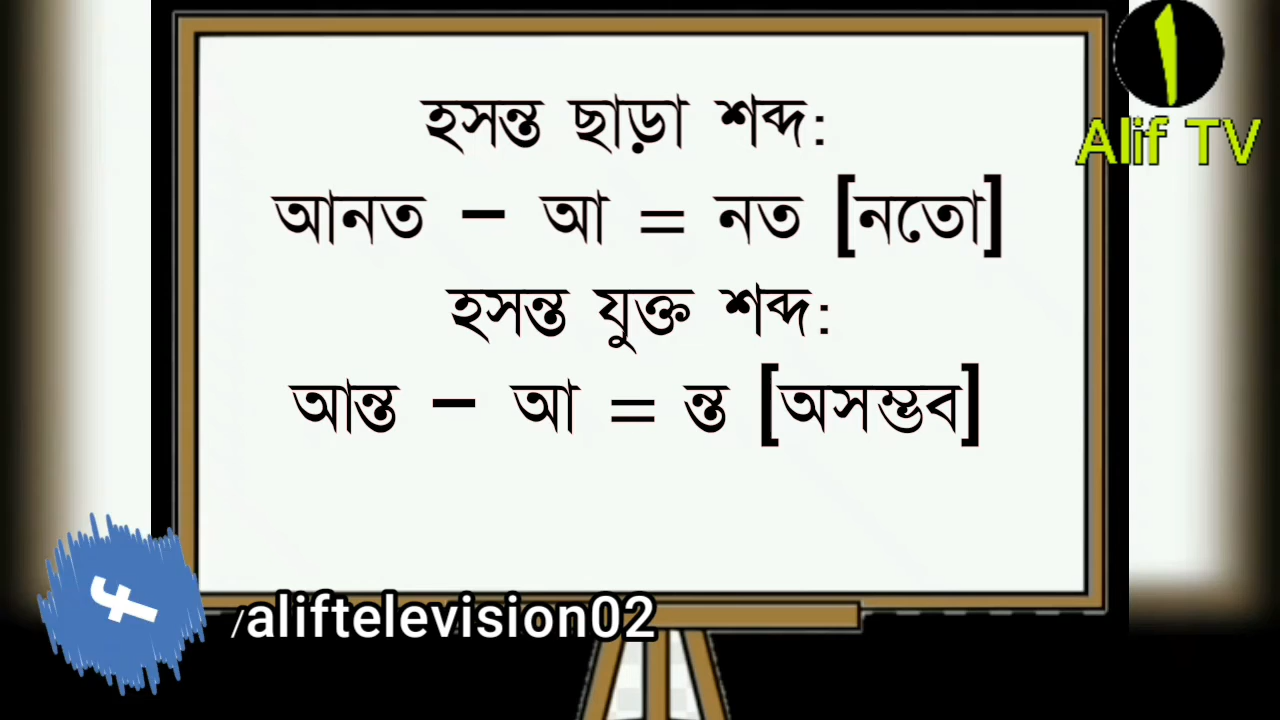 হসন্ত ছাড়া শব্দ:
আনত – আ = নত [নতো]
হসন্ত যুক্ত শব্দ:
আন্ত – আ = ন্ত [অসম্ভব]
Alif TV
/aliftelevision02